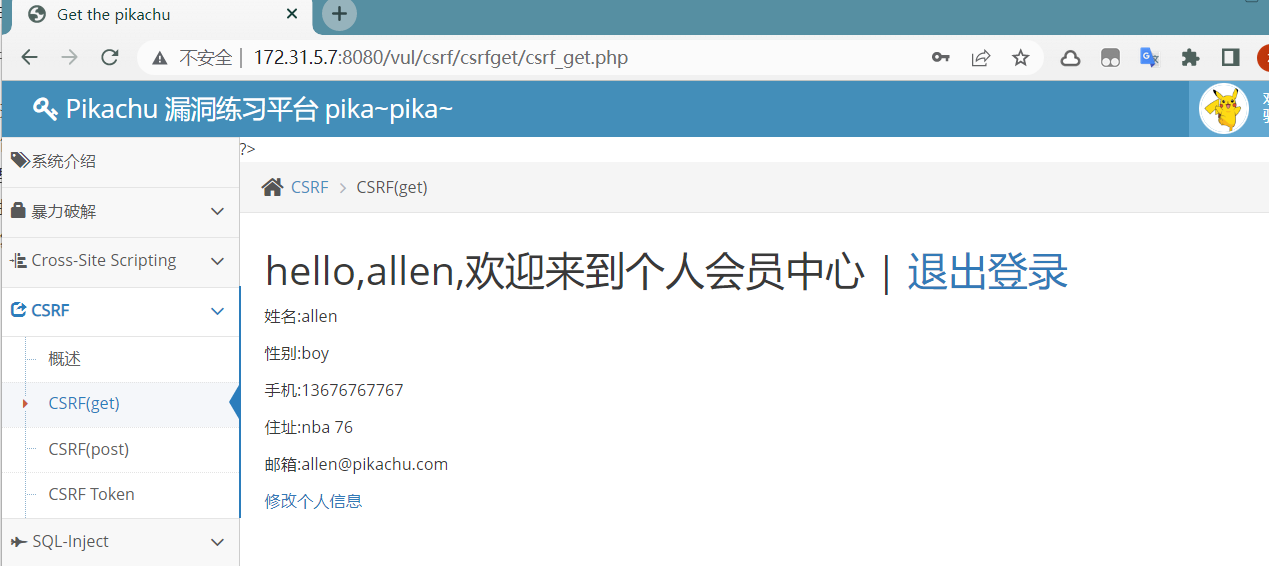 Get the pikachu
不安全 | 172.31.5.7:8080/vul/csrf/csrfget/csrf_get.php
Pikachu 漏洞练习平台 pika~pika~
系统介绍
暴力破解
Cross-Site Scripting
CSRF
概述
CSRF(get)
CSRF(post)
CSRF Token
SQL-Inject
?>
CSRF > CSRF(get)
hello,allen,欢迎来到个人会员中心 | 退出登录
姓名:allen
性别:boy
手机:13676767767
住址:nba 76
邮箱:allen@pikachu.com
修改个人信息